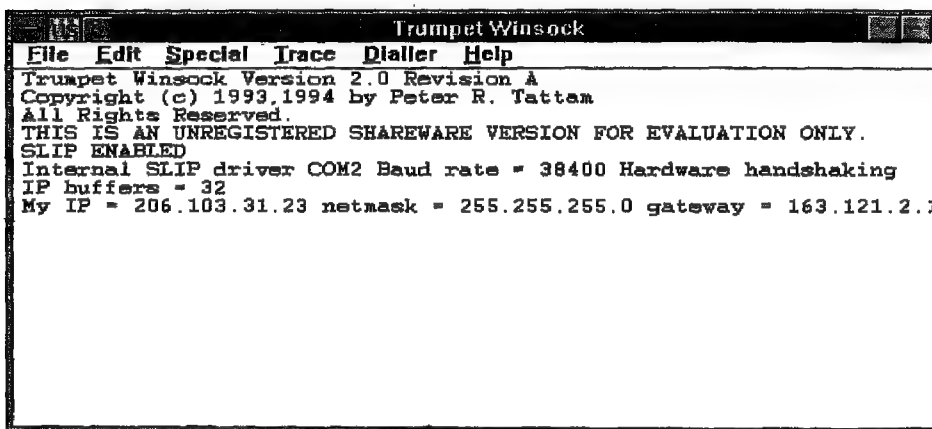 Trumpet Winsock
File Edit Special Trace Dialler Help
Trumpet Winsock Version 2.0 Revision A
Copyright (c) 1993,1994 by Peter R. Tattam
All Rights Reserved.
THIS IS AN UNREGISTERED SHAREWARE VERSION FOR EVALUATION ONLY.
SLIP ENABLED
Internal SLIP driver COM2 Baud rate = 38400 Hardware handshaking
IP buffers = 32
My IP = 206.103.31.23 netmask = 255.255.255.0 gateway =